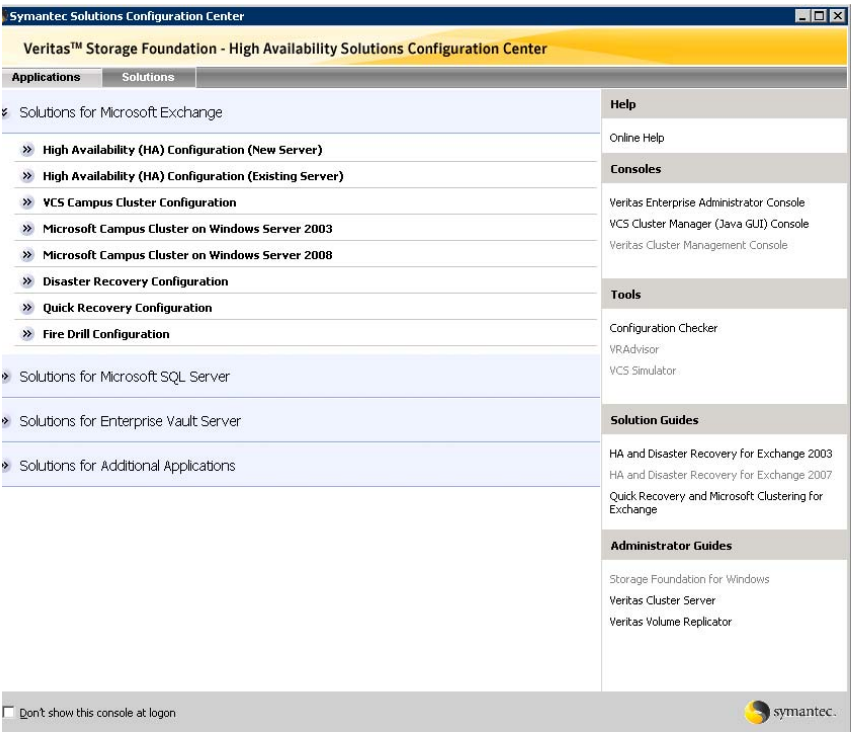 Symantec Solutions Configuration Center
Veritas™ Storage Foundation - High Availability Solutions Configuration Center
Applications
Solutions
Solutions for Microsoft Exchange
High Availability (HA) Configuration (New Server)
High Availability (HA) Configuration (Existing Server)
VCS Campus Cluster Configuration
Microsoft Campus Cluster on Windows Server 2003
Microsoft Campus Cluster on Windows Server 2008
Disaster Recovery Configuration
Quick Recovery Configuration
Fire Drill Configuration
Solutions for Microsoft SQL Server
Solutions for Enterprise Vault Server
Solutions for Additional Applications
Help
Online Help
Consoles
Veritas Enterprise Administrator Console
VCS Cluster Manager (Java GUI) Console
Veritas Cluster Management Console
Tools
Configuration Checker
VRAdvisor
VCS Simulator
Solution Guides
HA and Disaster Recovery for Exchange 2003
HA and Disaster Recovery for Exchange 2007
Quick Recovery and Microsoft Clustering for
Exchange
Administrator Guides
Storage Foundation for Windows
Veritas Cluster Server
Veritas Volume Replicator
Don't show this console at logon
symantec.